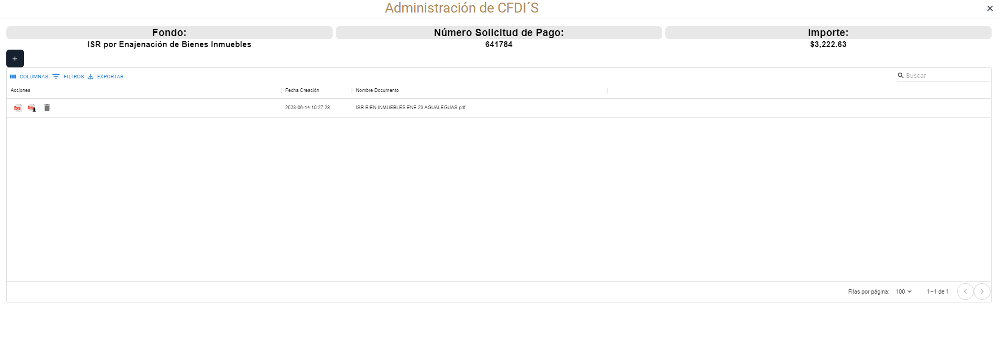 Administración de CFDI´S
Fondo:
Número Solicitud de Pago:
Importe:
ISR por Enajenación de Bienes Inmuebles
641784
$3,222.63
+
COLUMNAS FILTROS EXPORTAR
Buscar
Acciones
Fecha Creación
Nombre Documento
2023-06-14 10:27:28
ISR BIEN INMUEBLES ENE 23 AGUALEGUAS.pdf
Filas por página: 100 1–1 de 1